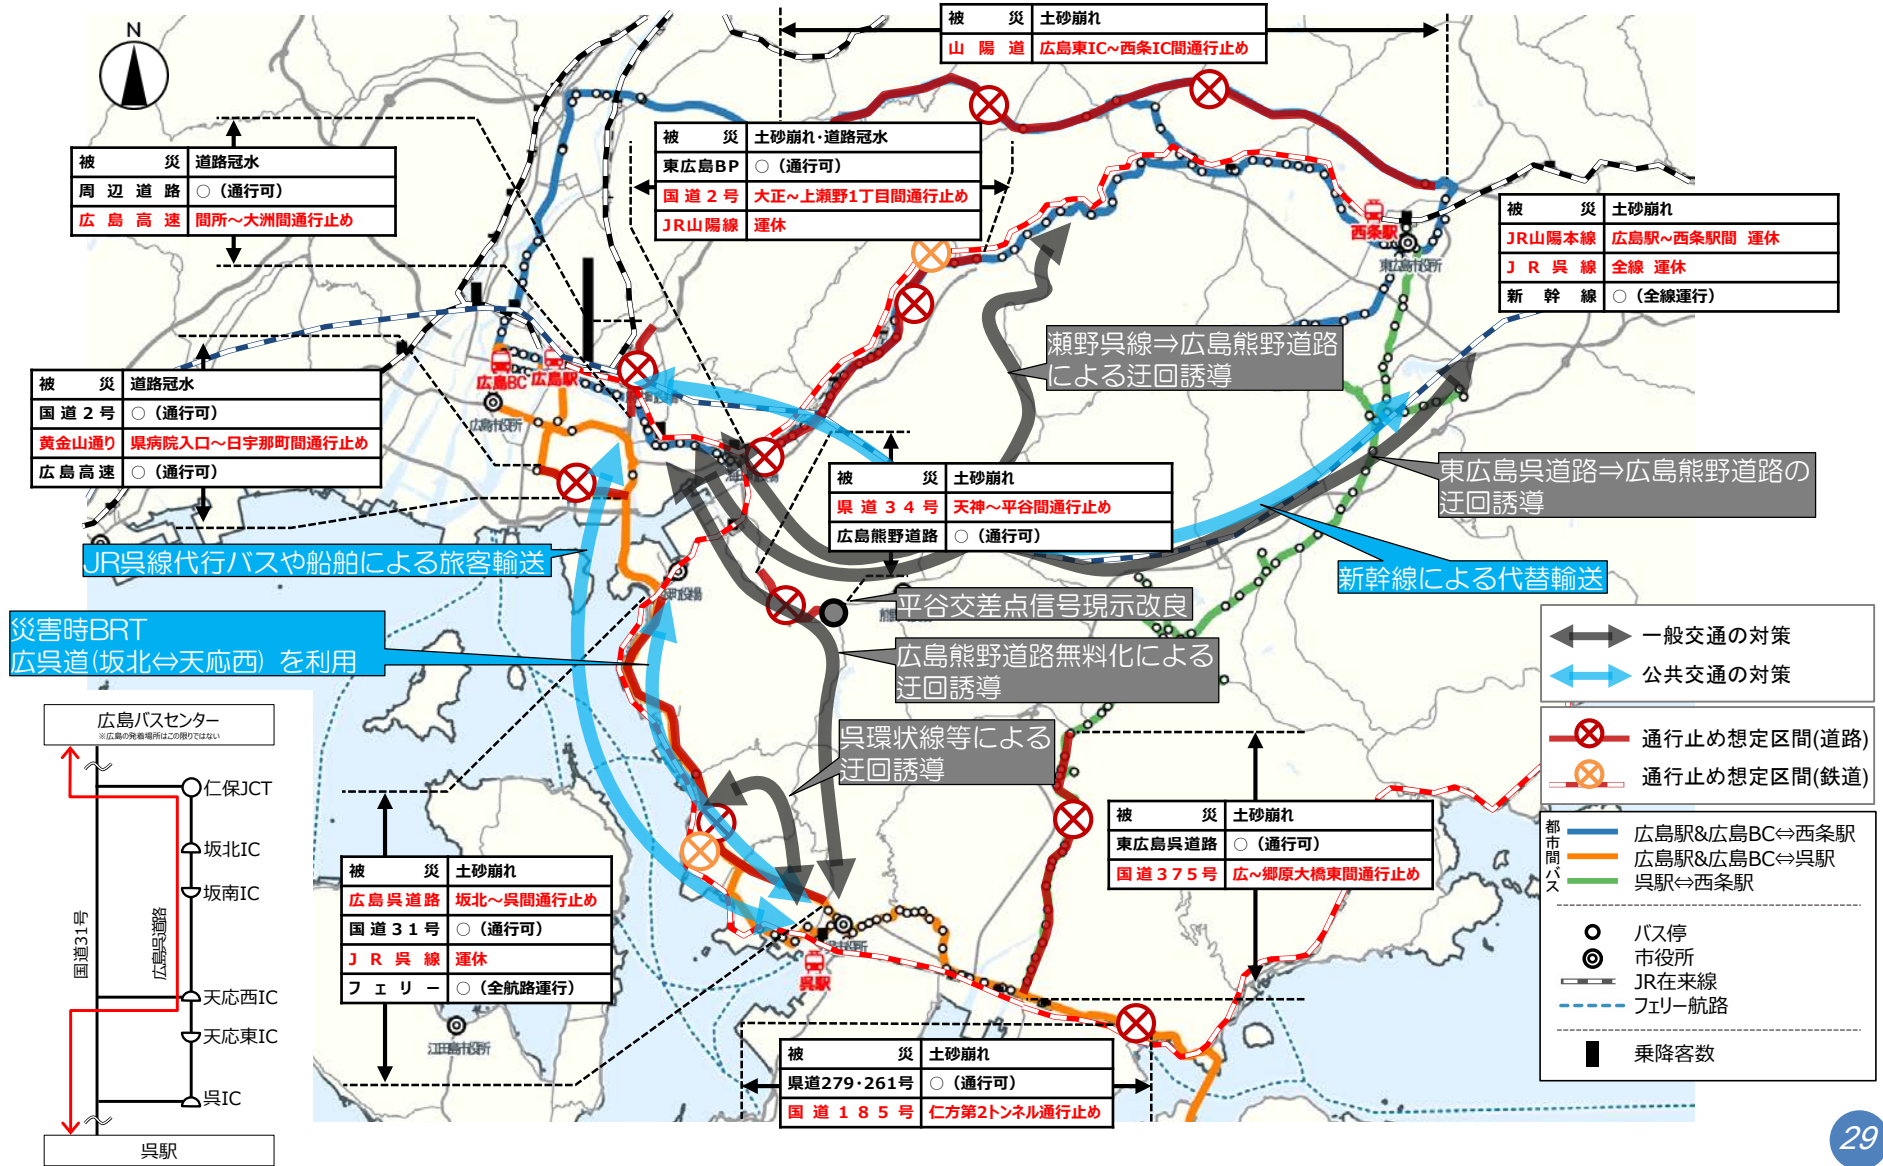 N
被災 土砂崩れ
山陽道 広島東IC~西条IC間通行止め
被災 道路冠水
周辺道路 ○（通行可）
広島高速 間所～大洲間通行止め
被災 土砂崩れ・道路冠水
東広島BP ○（通行可）
国道２号 大正~上瀬野1丁目間通行止め
JR山陽線 運休
被災 土砂崩れ
JR山陽本線 広島駅~西条駅間 運休
ＪＲ呉線 全線 運休
新幹線 ○（全線運行）
西条駅
東広島市役所
瀬野呉線⇒広島熊野道路
による迂回誘導
被災 道路冠水
国道２号 ○（通行可）
黄金山通り 県病院入口～日宇那町間通行止め
広島高速 ○（通行可）
広島BC
広島駅
広島市役所
被災 土砂崩れ
県道３４号 天神～平谷間通行止め
広島熊野道路 ○（通行可）
東広島呉道路⇒広島熊野道路の
迂回誘導
JR呉線代行バスや船舶による旅客輸送
新幹線による代替輸送
平谷交差点信号現示改良
災害時BRT
広呉道(坂北⇔天応西) を利用
広島熊野道路無料化による
迂回誘導
呉環状線等による
迂回誘導
一般交通の対策
公共交通の対策
通行止め想定区間(道路)
通行止め想定区間(鉄道)
都市間バス
広島駅&広島BC⇔西条駅
広島駅&広島BC⇔呉駅
呉駅⇔西条駅
バス停
市役所
JR在来線
フェリー航路
乗降客数
広島バスセンター
※広島の発着場所はこの限りではない
仁保JCT
坂北IC
坂南IC
国道31号
広島呉道路
天応西IC
天応東IC
呉IC
呉駅
被災 土砂崩れ
広島呉道路 坂北～呉間通行止め
国道３１号 ○（通行可）
ＪＲ呉線 運休
フェリー ○（全航路運行）
被災 土砂崩れ
東広島呉道路 ○（通行可）
国道３７５号 広~郷原大橋東間通行止め
呉駅
江田島市役所
被災 土砂崩れ
県道279･261号 ○（通行可）
国道１８５号 仁方第2トンネル通行止め
29